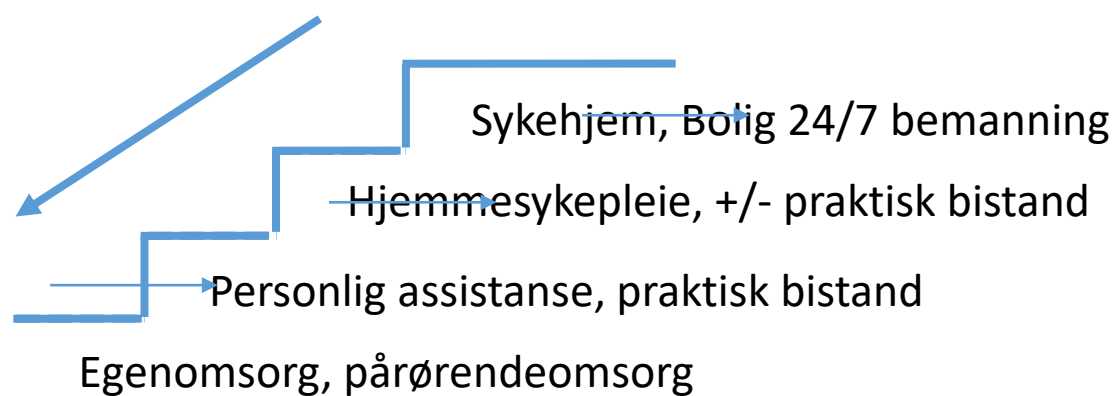 Sykehjem, Bolig 24/7 bemanning
Hjemmesykepleie, +/- praktisk bistand
Personlig assistanse, praktisk bistand
Egenomsorg, pårørendeomsorg